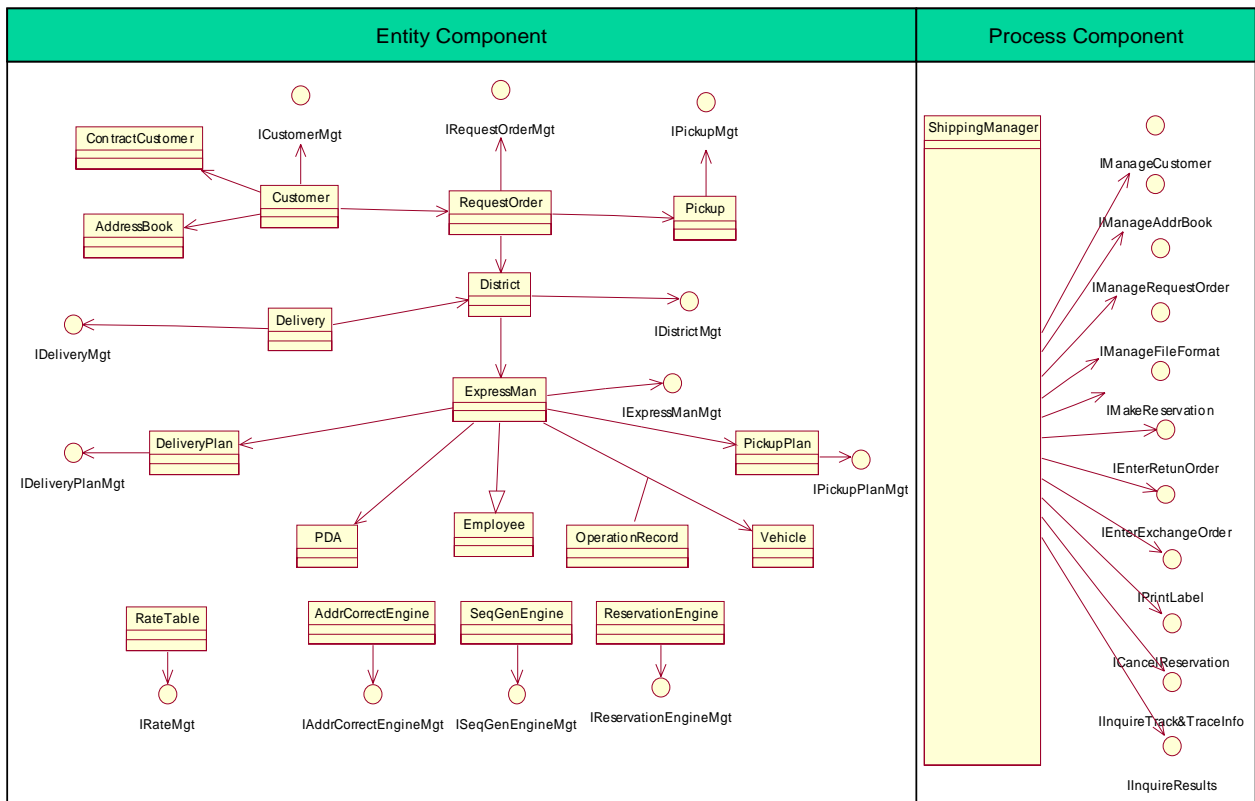 Entity Component
Process Component
ICustomerMgt
IRequestOrderMgt
IPickupMgt
ContractCustomer
Customer
RequestOrder
Pickup
AddressBook
District
Delivery
IDeliveryMgt
IDistrictMgt
ExpressMan
IExpressManMgt
DeliveryPlan
PickupPlan
IDeliveryPlanMgt
IPickupPlanMgt
PDA
Employee
OperationRecord
Vehicle
RateTable
AddrCorrectEngine
SeqGenEngine
ReservationEngine
IRateMgt
IAddrCorrectEngineMgt
ISeqGenEngineMgt
IReservationEngineMgt
ShippingManager
IManageCustomer
IManageAddrBook
IManageRequestOrder
IManageFileFormat
IMakeReservation
IEnterRetunOrder
IEnterExchangeOrder
IPrintLabel
ICancelReservation
IInquireTrack&TraceInfo
IInquireResults